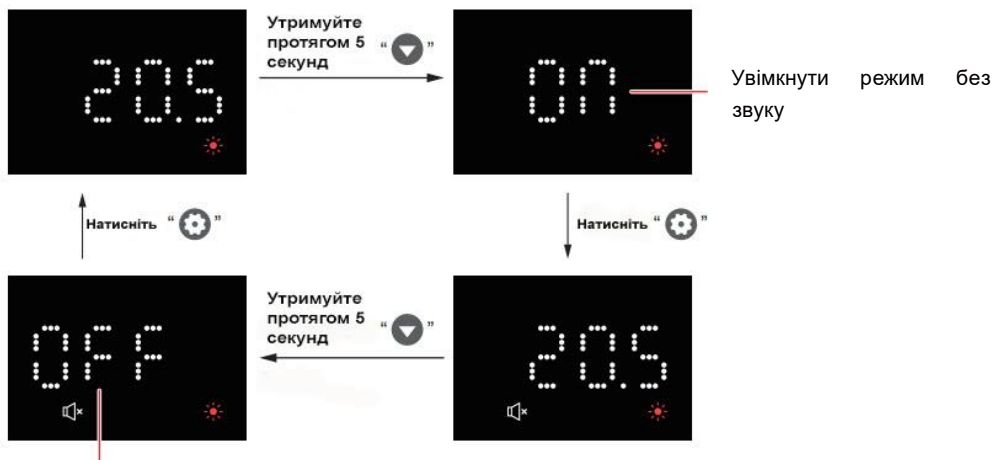 Утримуйте
протягом 5 " "
секунд
20.5
ON
Увімкнути режим без
звуку
Натисніть " "
Натисніть " "
Утримуйте
протягом 5 " "
секунд
OFF
20.5